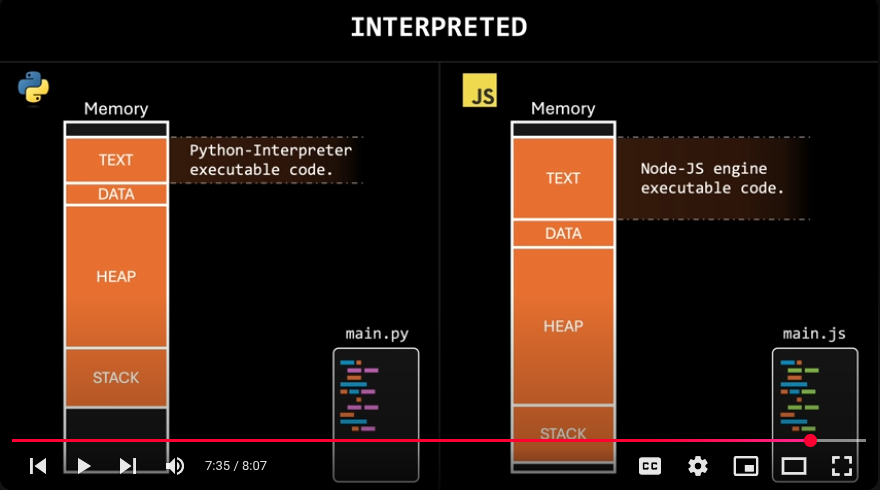 INTERPRETED
Memory
Python-Interpreter
executable code.
TEXT
DATA
HEAP
STACK
main.py
JS
Memory
Node-JS engine
executable code.
TEXT
DATA
HEAP
STACK
main.js
7:35 / 8:07
CC